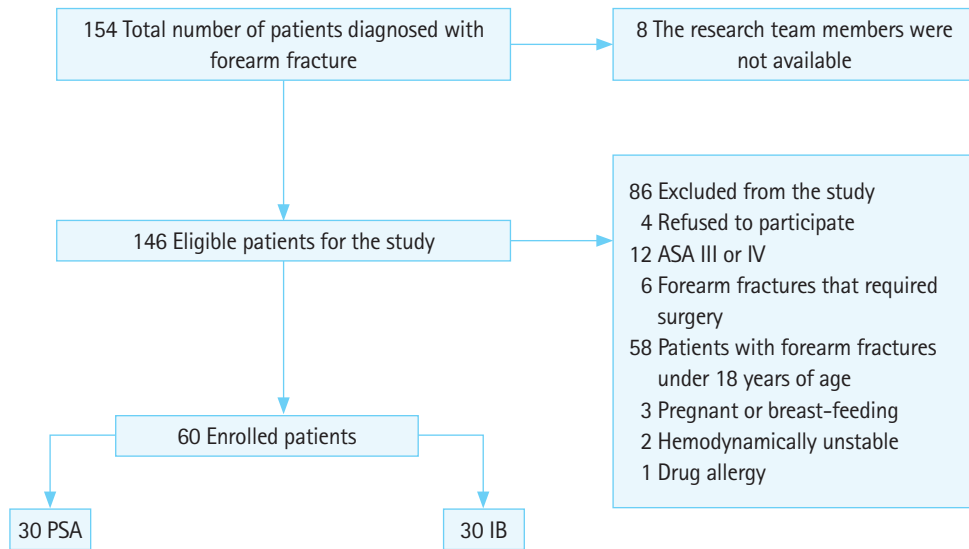 154 Total number of patients diagnosed with
forearm fracture
8 The research team members were
not available
146 Eligible patients for the study
86 Excluded from the study
4 Refused to participate
12 ASA III or IV
6 Forearm fractures that required
surgery
58 Patients with forearm fractures
under 18 years of age
3 Pregnant or breast-feeding
2 Hemodynamically unstable
1 Drug allergy
60 Enrolled patients
30 PSA
30 IB